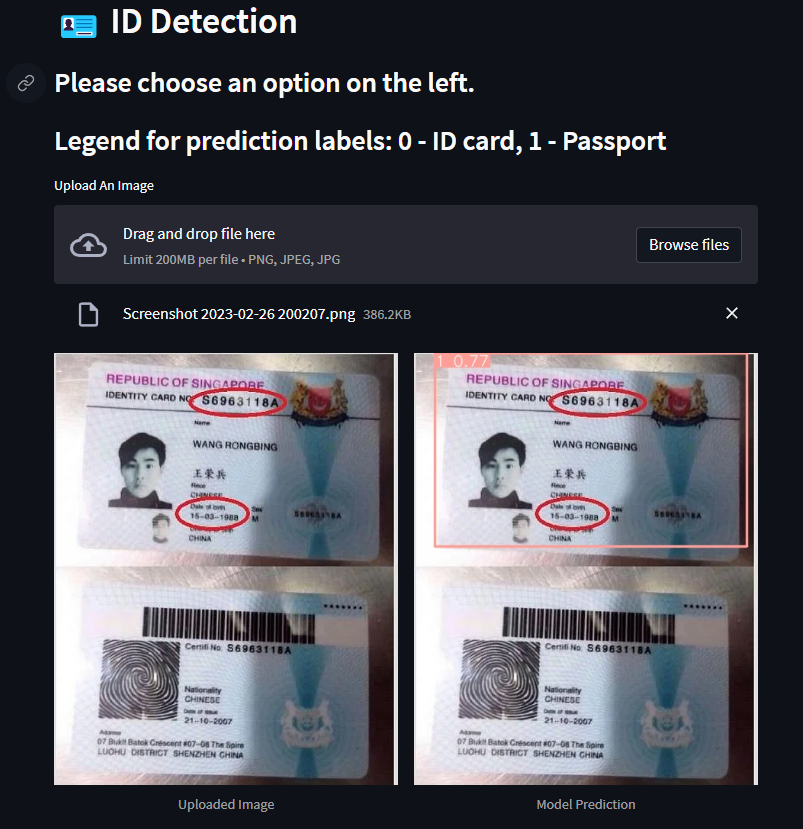 ID Detection
Please choose an option on the left.
Legend for prediction labels: 0 - ID card, 1 - Passport
Upload An Image
Drag and drop file here
Limit 200MB per file • PNG, JPEG, JPG
Browse files
Screenshot 2023-02-26 200207.png 386.2KB
REPUBLIC OF SINGAPORE
IDENTITY CARD NO. S6963118A
Name
WANG RONGBING
王荣兵
Race
CHINESE
Date of birth
Sex
15-03-1988
M
CHINA
S6963118A
Certifi No. S6963118A
Nationality
CHINESE
Date of issue
21-10-2007
Address
07 Bukit Batok Crescent #07-08 The Spire
LUOHU DISTRICT SHENZHEN CHINA
Uploaded Image
1 0.77
REPUBLIC OF SINGAPORE
IDENTITY CARD NO. S6963118A
Name
WANG RONGBING
王荣兵
Race
CHINESE
Date of birth
Sex
15-03-1988
M
CHINA
S6963118A
Certifi No. S6963118A
Nationality
CHINESE
Date of issue
21-10-2007
Address
07 Bukit Batok Crescent #07-08 The Spire
LUOHU DISTRICT SHENZHEN CHINA
Model Prediction